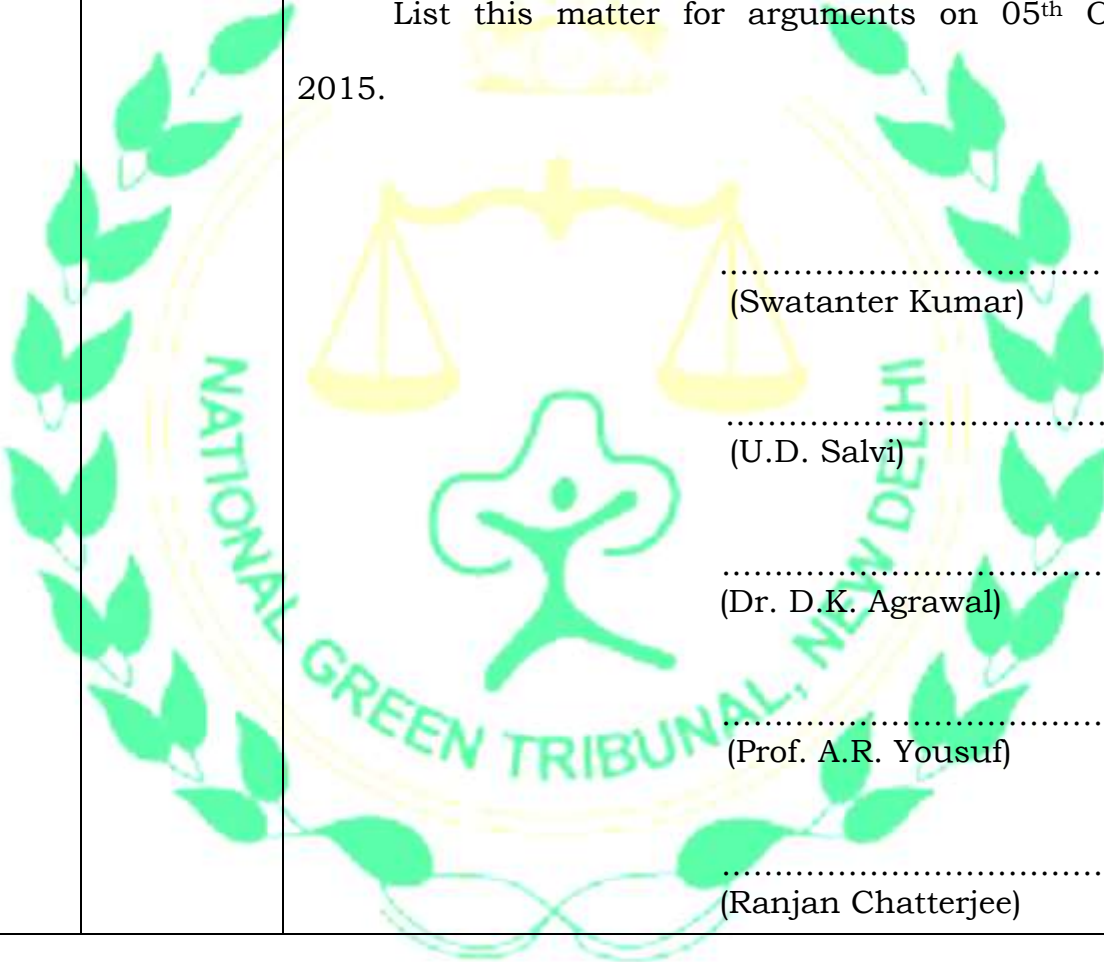 List this matter for arguments on 05th
2015.
…………………………………
(Swatanter Kumar)
…………………………………
(U.D. Salvi)
…………………………………
(Dr. D.K. Agrawal)
…………………………………
(Prof. A.R. Yousuf)
…………………………………
(Ranjan Chatterjee)
NATIONAL GREEN TRIBUNAL, NEW DELHI